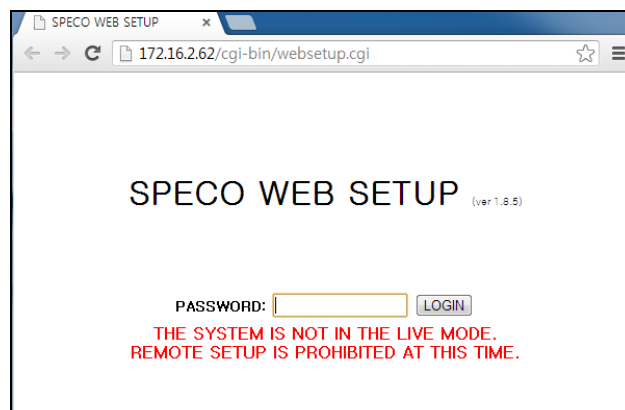 SPECO WEB SETUP
172.16.2.62/cgi-bin/websetup.cgi
SPECO WEB SETUP (ver 1.8.5)
PASSWORD: LOGIN
THE SYSTEM IS NOT IN THE LIVE MODE.
REMOTE SETUP IS PROHIBITED AT THIS TIME.